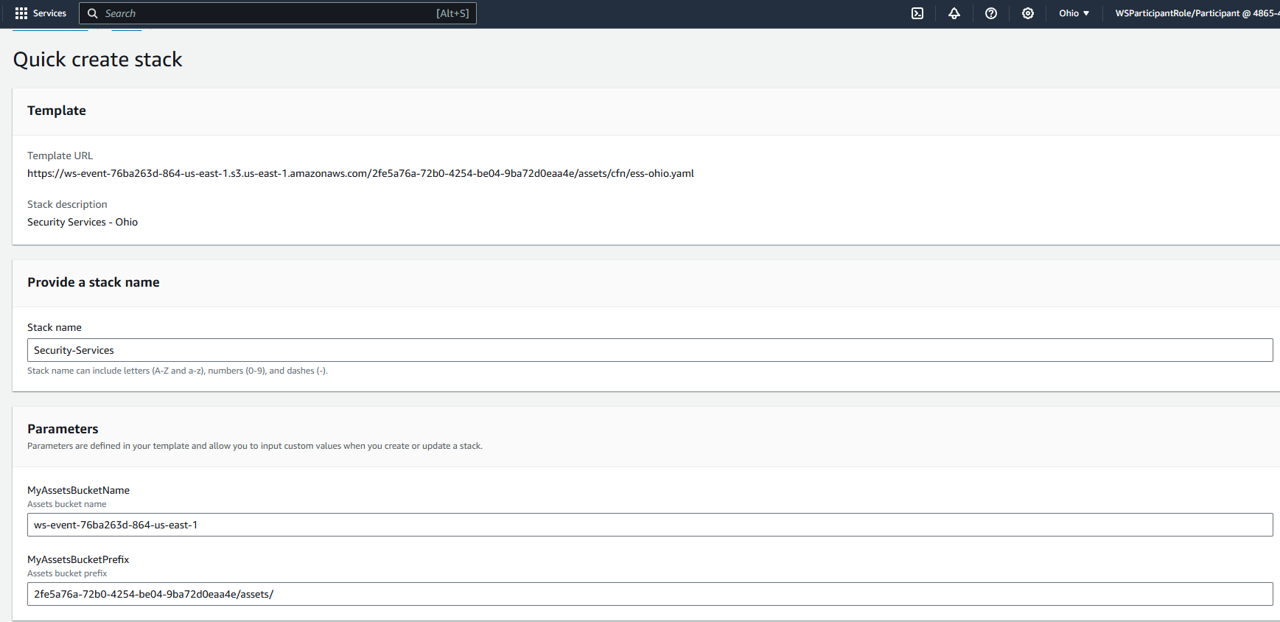 Services
Search [Alt+S]
Ohio ▼
WSParticipantRole/Participant @ 4865-4
Quick create stack
Template
Template URL
https://ws-event-76ba263d-864-us-east-1.s3.us-east-1.amazonaws.com/2fe5a76a-72b0-4254-be04-9ba72d0eaa4e/assets/cfn/ess-ohio.yaml
Stack description
Security Services - Ohio
Provide a stack name
Stack name
Security-Services
Stack name can include letters (A-Z and a-z), numbers (0-9), and dashes (-).
Parameters
Parameters are defined in your template and allow you to input custom values when you create or update a stack.
MyAssetsBucketName
Assets bucket name
ws-event-76ba263d-864-us-east-1
MyAssetsBucketPrefix
Assets bucket prefix
2fe5a76a-72b0-4254-be04-9ba72d0eaa4e/assets/